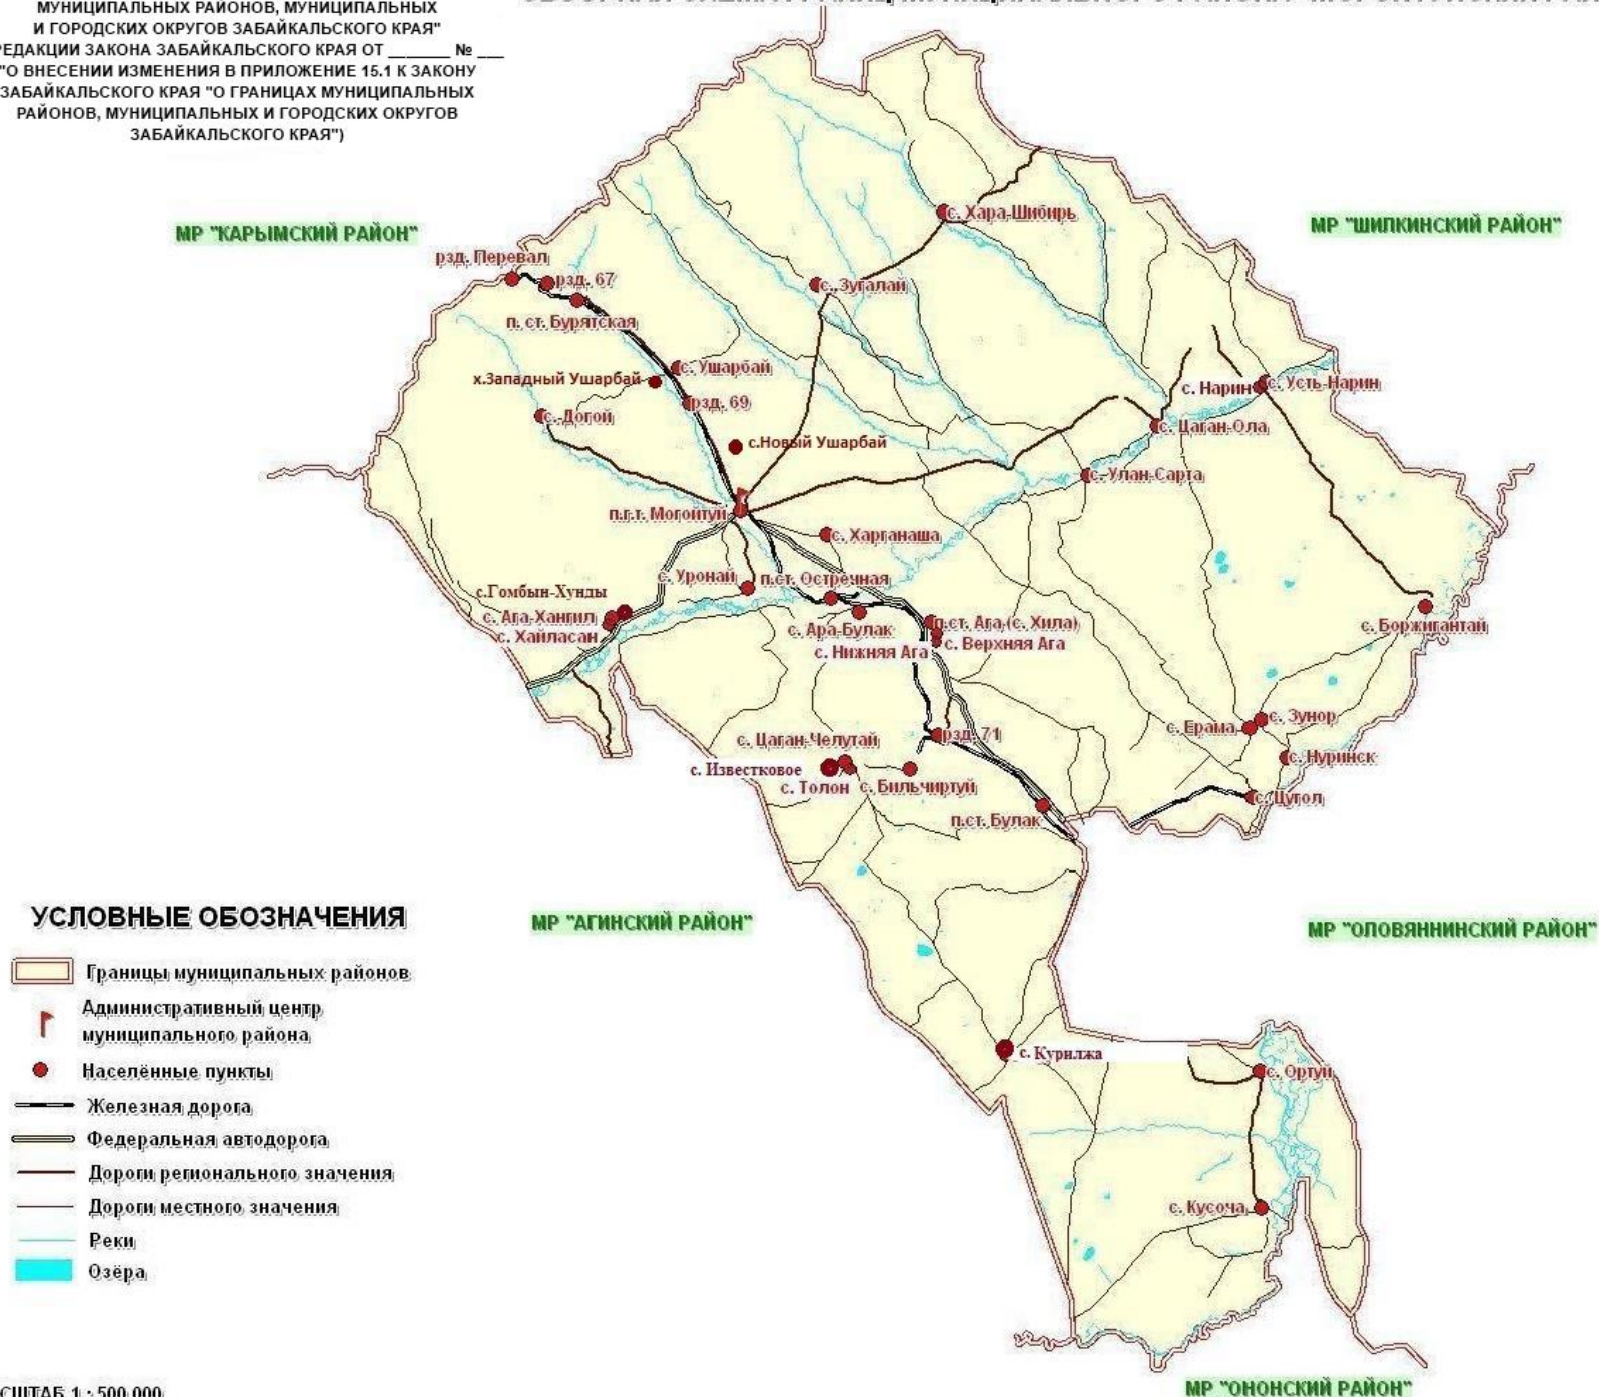 МУНИЦИПАЛЬНЫХ РАЙОНОВ, МУНИЦИПАЛЬНЫХ
И ГОРОДСКИХ ОКРУГОВ ЗАБАЙКАЛЬСКОГО КРАЯ"
ЗАКОНА ЗАБАЙКАЛЬСКОГО КРАЯ ОТ _______ № ___
"О ВНЕСЕНИИ ИЗМЕНЕНИЯ В ПРИЛОЖЕНИЕ 15.1 К ЗАКОНУ
ЗАБАЙКАЛЬСКОГО КРАЯ "О ГРАНИЦАХ МУНИЦИПАЛЬНЫХ
РАЙОНОВ, МУНИЦИПАЛЬНЫХ И ГОРОДСКИХ ОКРУГОВ
ЗАБАЙКАЛЬСКОГО КРАЯ")
МР "КАРЫМСКИЙ РАЙОН"
МР "ШИЛКИНСКИЙ РАЙОН"
с. Хара-Шибирь
рзд. Перевал
рзд. 67
с. Зугалай
п. ст. Бурятская
с. Ушарбай
х.Западный Ушарбай
с. Нарин
с. Усть-Нарин
рзд. 69
с. Догой
с. Цаган-Ола
с.Новый Ушарбай
с. Улан-Сарта
п.г.т. Могойтуй
с. Харганаша
с. Уронай
п.ст. Остречная
с.Гомбын-Хунды
с. Ага-Хангил
с. Хайласан
с. Ара-Булак
п.ст. Ага (с. Хила)
с. Верхняя Ага
с. Нижняя Ага
с. Боржигантай
с. Ерама
с. Зунор
рзд. 71
с. Цаган-Челутай
с. Известковое
с. Толон
с. Бильчиртуй
с. Нуринск
с. Цугол
п.ст. Булак
МР "АГИНСКИЙ РАЙОН"
МР "ОЛОВЯННИНСКИЙ РАЙОН"
с. Курилжа
с. Ортуй
с. Кусоча
МР "ОНОНСКИЙ РАЙОН"
УСЛОВНЫЕ ОБОЗНАЧЕНИЯ
Границы муниципальных районов
Административный центр
муниципального района
Населённые пункты
Железная дорога
Федеральная автодорога
Дороги регионального значения
Дороги местного значения
Реки
Озёра
1 : 500 000